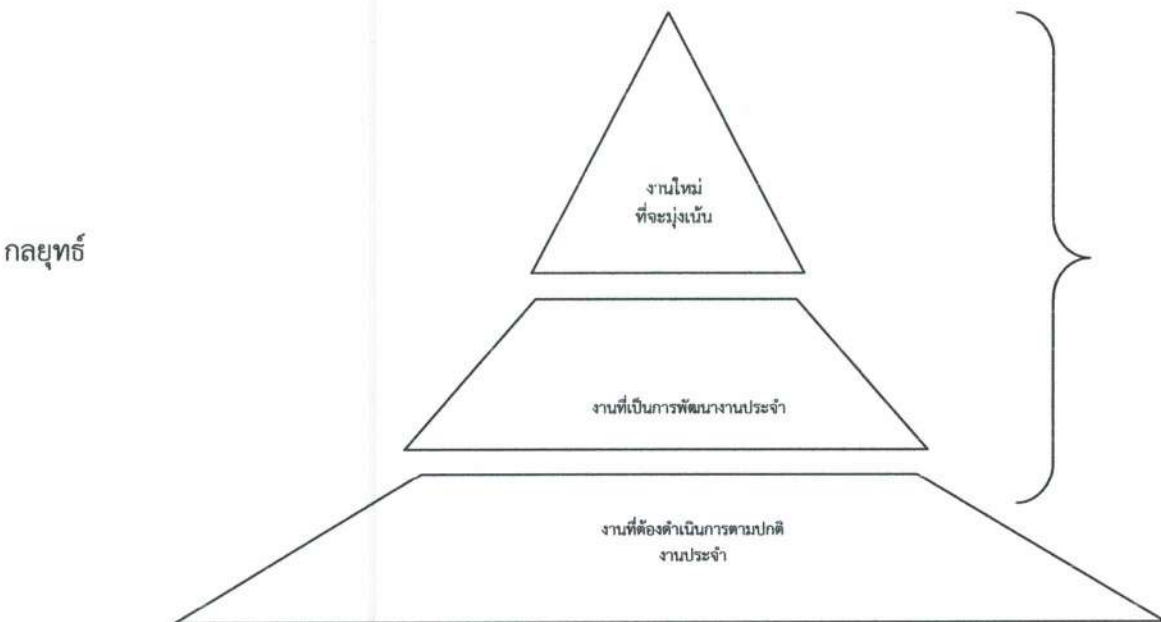 งานใหม่
ที่จะมุ่งเน้น
กลยุทธ์
งานที่เป็นการพัฒนางานประจำ
งานที่ต้องดำเนินการตามปกติ
งานประจำ